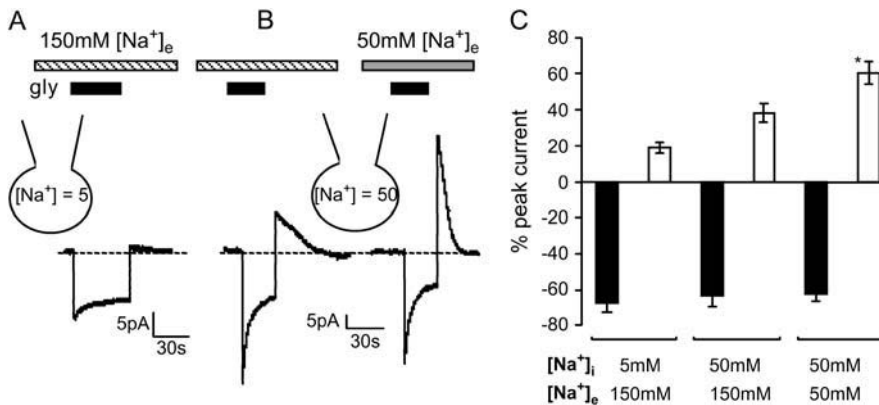 A
B
C
150mM [Na⁺]e
50mM [Na⁺]e
gly
[Na⁺] = 5
[Na⁺] = 50
5pA
30s
5pA
30s
% peak current
80
60
40
20
0
-20
-40
-60
-80
*
[Na⁺]i 5mM 50mM 50mM
[Na⁺]e 150mM 150mM 50mM